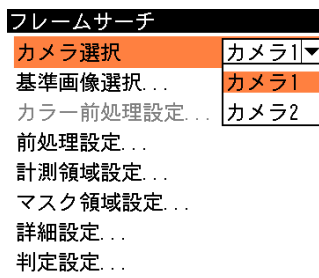 フレームサーチ
カメラ選択 カメラ1▼
基準画像選択... カメラ1
カラー前処理設定... カメラ2
前処理設定...
計測領域設定...
マスク領域設定...
詳細設定...
判定設定...